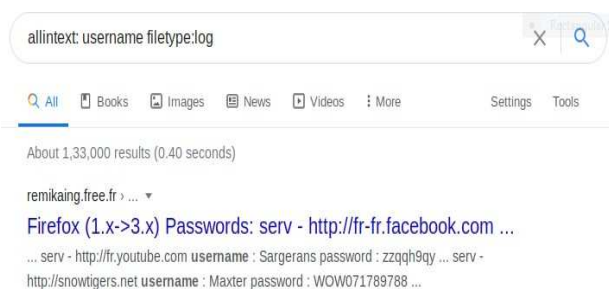 allintext: username filetype:log
All Books Images News Videos More Settings Tools
About 1,33,000 results (0.40 seconds)
remikaing.free.fr › ...
Firefox (1.x->3.x) Passwords: serv - http://fr-fr.facebook.com ...
... serv - http://fr.youtube.com username : Sargerans password : zzqqh9qy ... serv -
http://snowtigers.net username : Maxter password : WOW071789788 ...